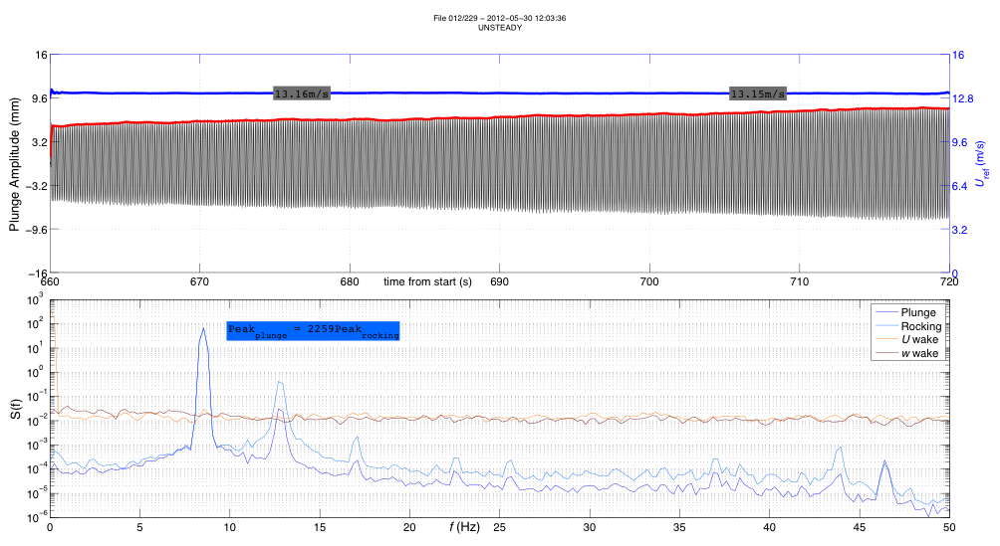 File 012/229 − 2012−05−30 12:03:36
UNSTEADY
16
9.6
3.2
−3.2
−9.6
−16
Plunge Amplitude (mm)
13.16m/s
13.15m/s
16
12.8
9.6
6.4
3.2
0
U_ref (m/s)
660
670
680
690
700
710
720
time from start (s)
10^3
10^2
10^1
10^0
10^−1
10^−2
10^−3
10^−4
10^−5
10^−6
S(f)
Peak_plunge = 2259Peak_rocking
Plunge
Rocking
U wake
w wake
0
5
10
15
20
25
30
35
40
45
50
f (Hz)